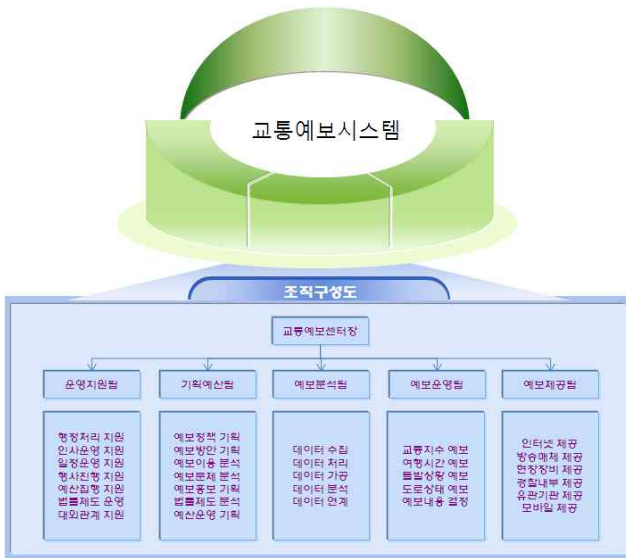 교통예보시스템
조직구성도
교통예보센터장
운영지원팀
기획예산팀
예보분석팀
예보운영팀
예보제공팀
행정처리 지원
인사운영 지원
일정운영 지원
행사진행 지원
예산집행 지원
법률제도 운영
대외관계 지원
예보정책 기획
예보방안 기획
예보이용 분석
예보문제 분석
예보홍보 기획
법률제도 분석
예산운영 기획
데이터 수집
데이터 처리
데이터 가공
데이터 분석
데이터 연계
교통지수 예보
여행시간 예보
돌발상황 예보
도로상태 예보
예보내용 결정
인터넷 제공
방송매체 제공
현장장비 제공
경찰내부 제공
유관기관 제공
모바일 제공